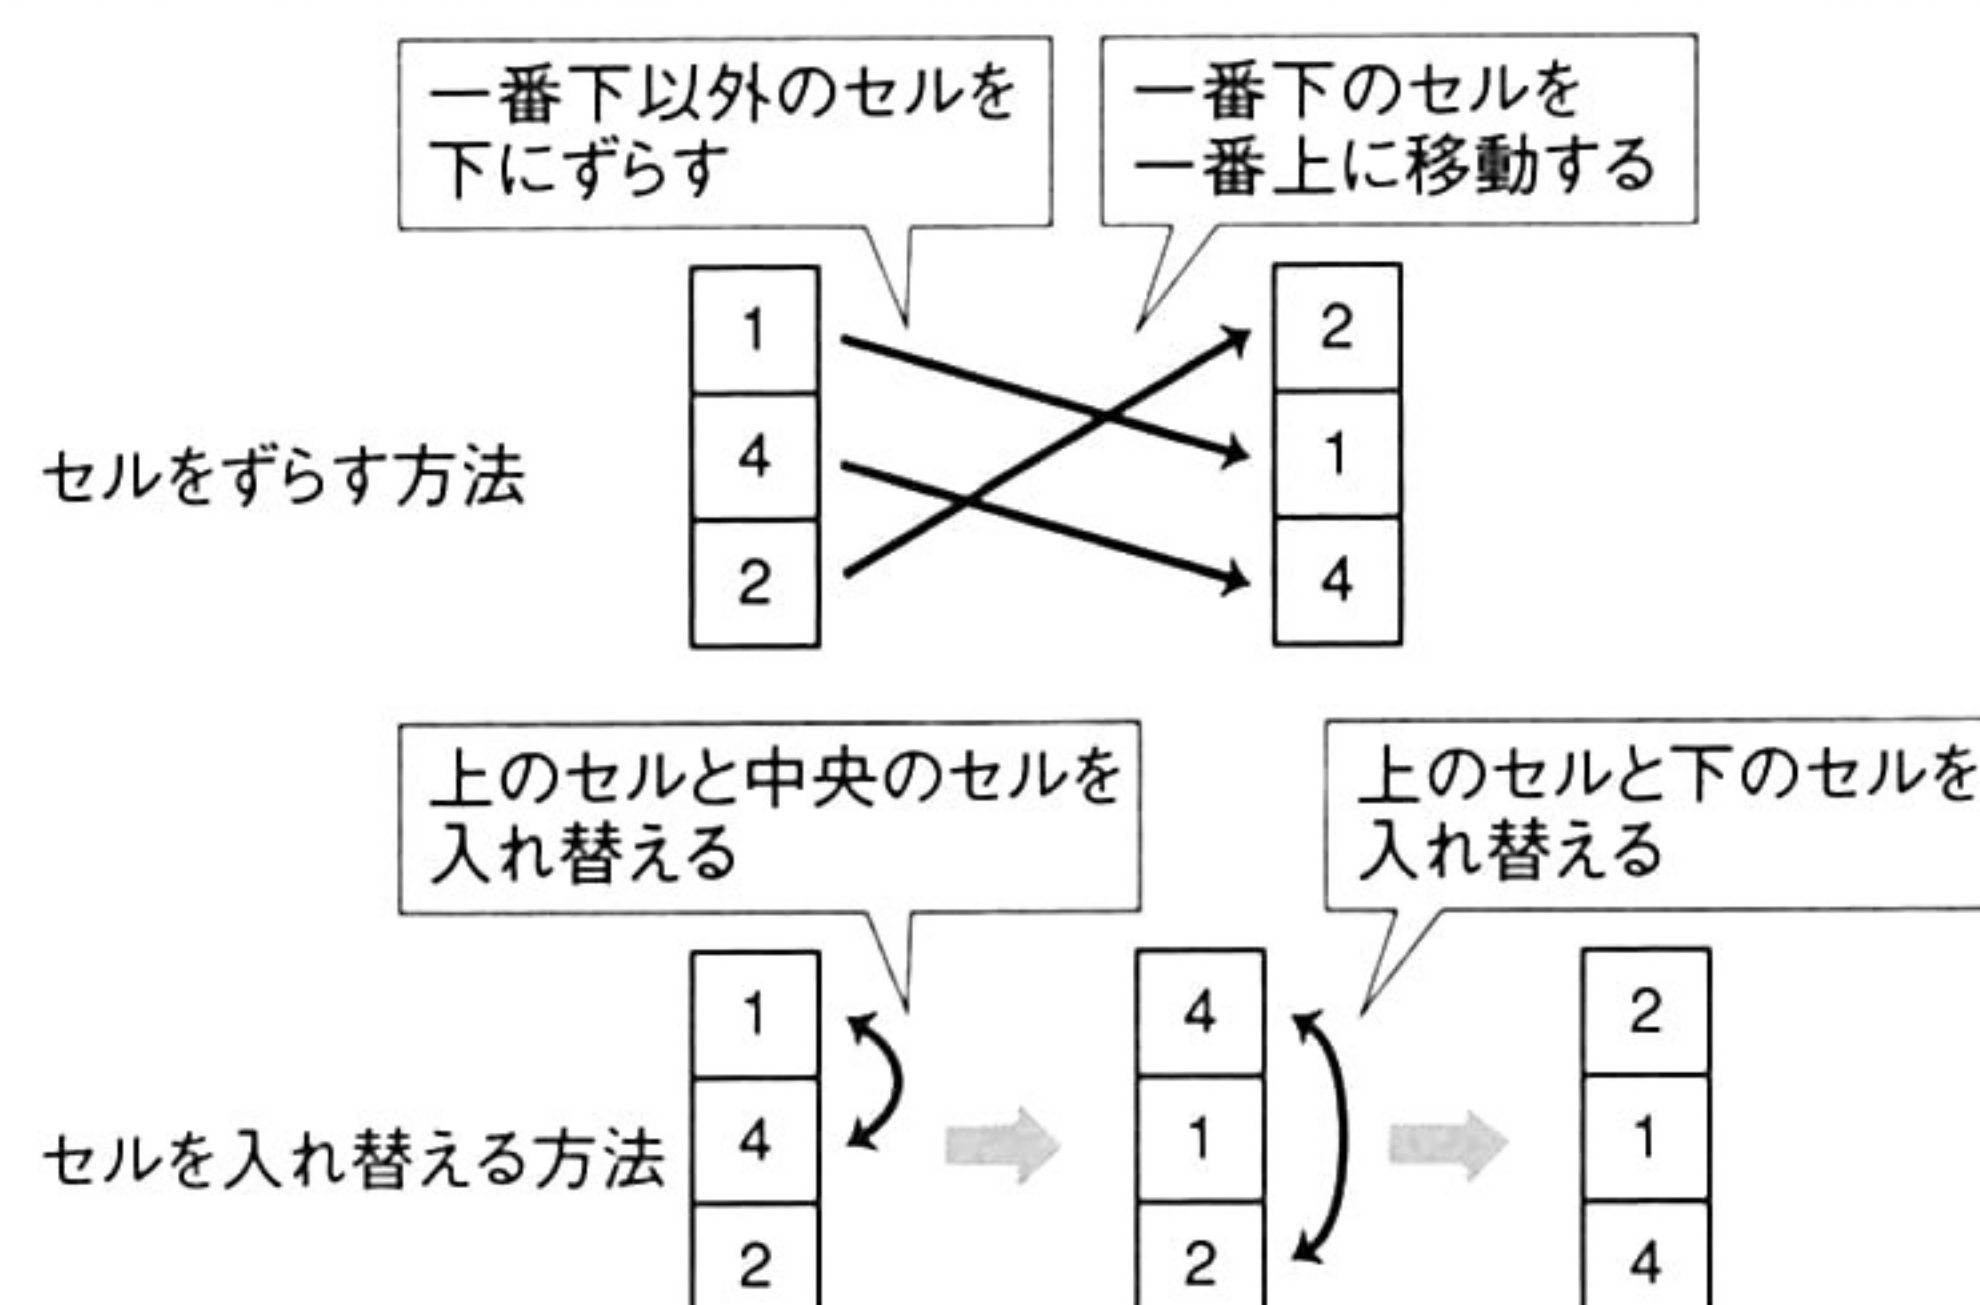 一番下以外のセルを
下にずらす
一番下のセルを
一番上に移動する
1
2
セルをずらす方法
4
1
2
4
上のセルと中央のセルを
入れ替える
上のセルと下のセルを
入れ替える
1
4
2
セルを入れ替える方法
4
1
1
2
2
4